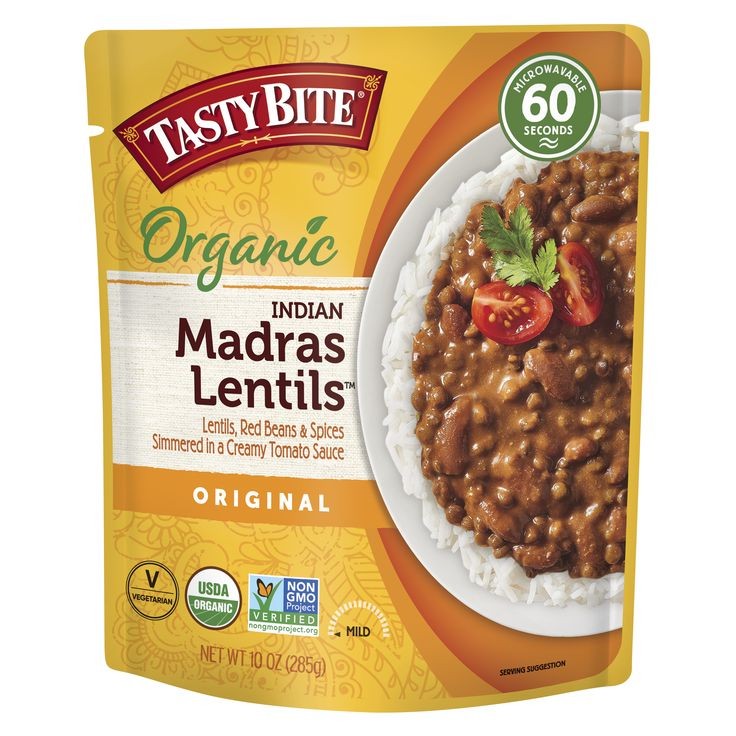 TASTY BITE®
MICROWAVABLE
60
SECONDS
Organic
INDIAN
Madras
Lentils™
Lentils, Red Beans & Spices
Simmered in a Creamy Tomato Sauce
ORIGINAL
V
VEGETARIAN
USDA
ORGANIC
NON
GMO
Project
VERIFIED
nongmoproject.org
MILD
NET WT 10 OZ (285g)
SERVING SUGGESTION